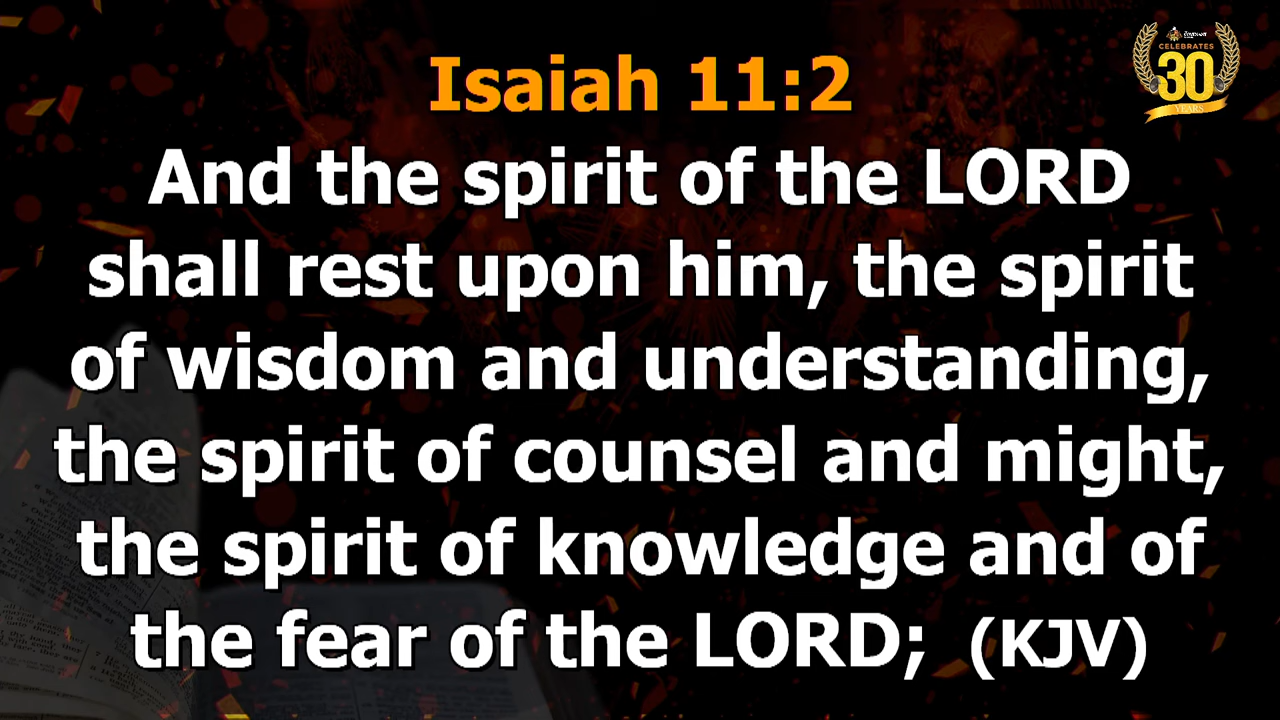 Isaiah 11:2
And the spirit of the LORD
shall rest upon him, the spirit
of wisdom and understanding,
the spirit of counsel and might,
the spirit of knowledge and of
the fear of the LORD; (KJV)
CELEBRATES
30
YEARS